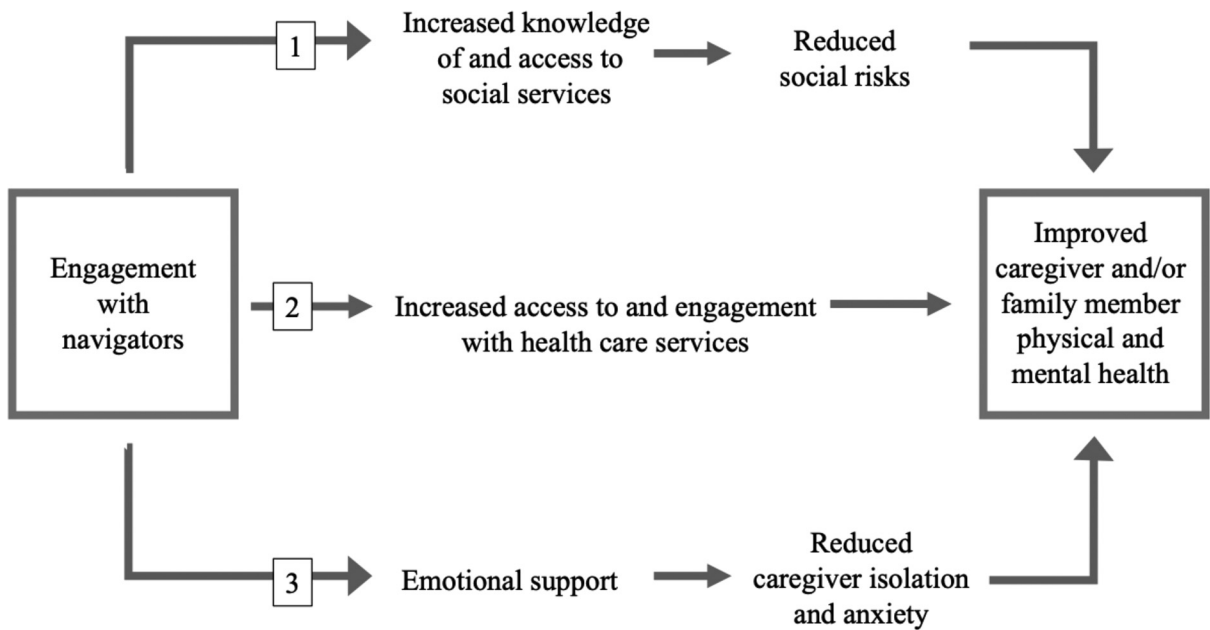 1
Increased knowledge
of and access to
social services
Reduced
social risks
Engagement
with
navigators
2
Increased access to and engagement
with health care services
Improved
caregiver and/or
family member
physical and
mental health
3
Emotional support
Reduced
caregiver isolation
and anxiety